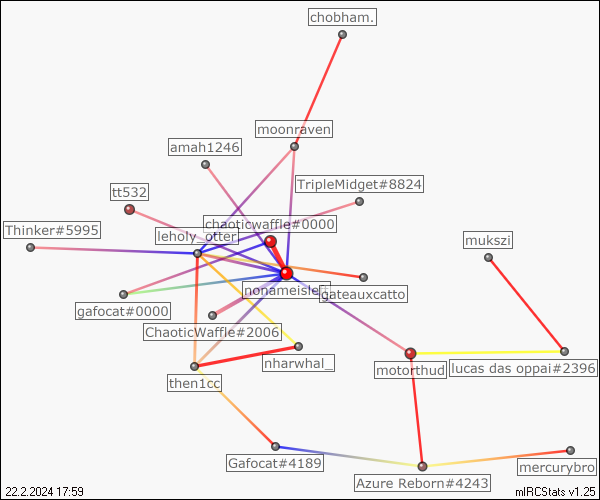 chobham.
moonraven
amah1246
TripleMidget#8824
tt532
chaoticwaffle#0000
Thinker#5995
leholy_otter
mukszi
nonameisleft
gateauxcatto
gafocat#0000
ChaoticWaffle#2006
nharwhal_
motorthud
lucas das oppai#2396
then1cc
Gafocat#4189
mercurybro
Azure Reborn#4243
22.2.2024 17:59
mIRCStats v1.25